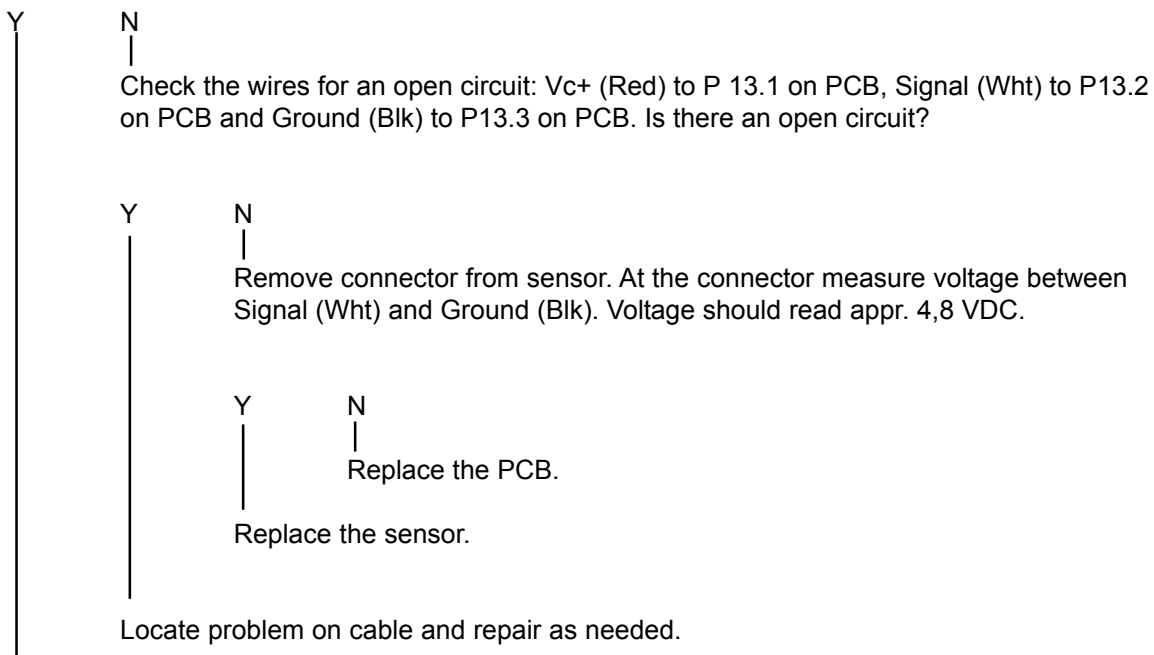 Y N
Check the wires for an open circuit: Vc+ (Red) to P 13.1 on PCB, Signal (Wht) to P13.2
on PCB and Ground (Blk) to P13.3 on PCB. Is there an open circuit?
Y N
Remove connector from sensor. At the connector measure voltage between
Signal (Wht) and Ground (Blk). Voltage should read appr. 4,8 VDC.
Y N
Replace the PCB.
Replace the sensor.
Locate problem on cable and repair as needed.